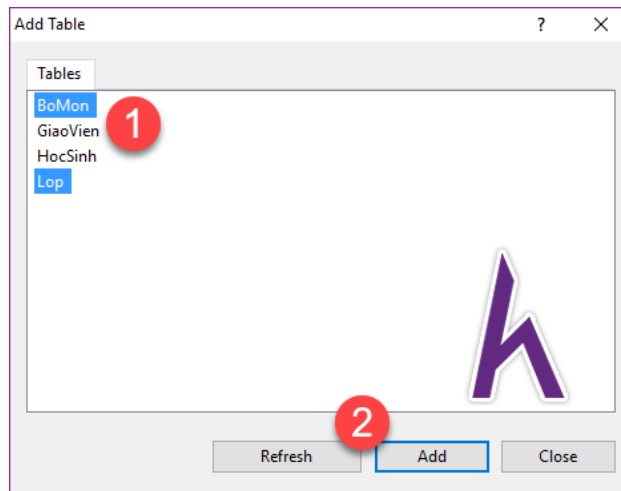 Add Table
? X
Tables
BoMon
GiaoVien
HocSinh
Lop
1
2
Refresh Add Close